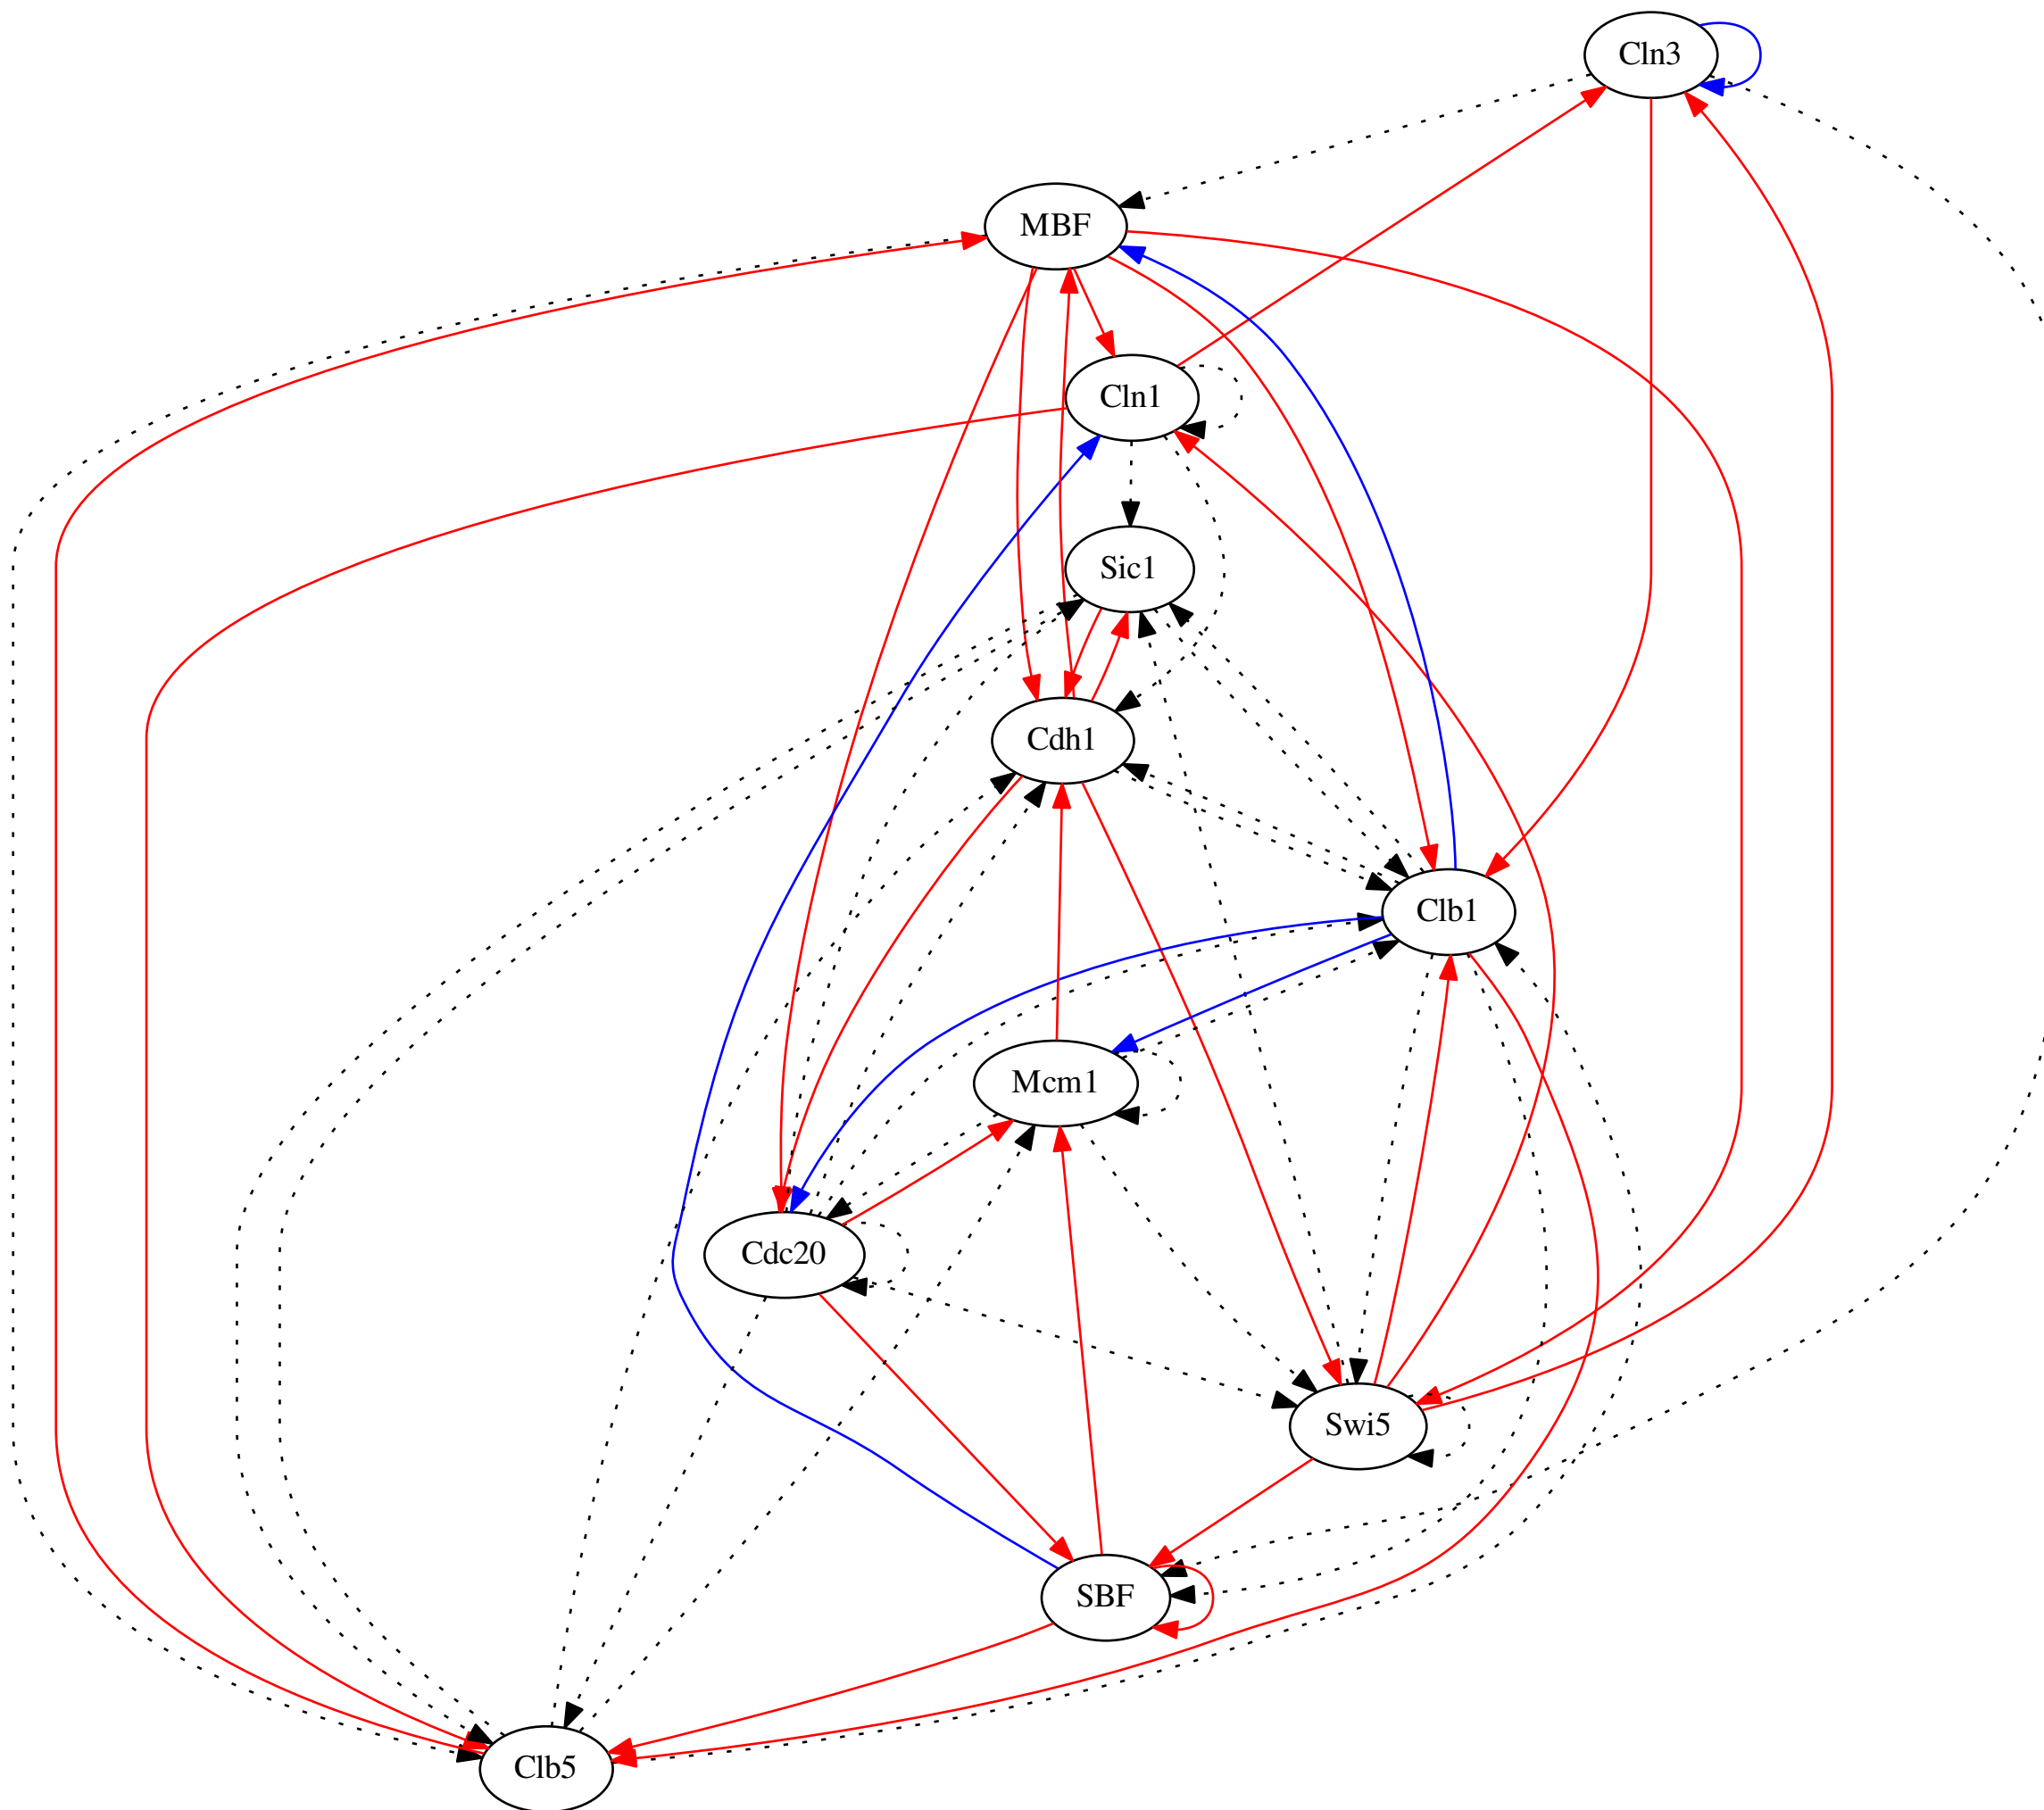 Cln3
MBF
Cln1
Sic1
Cdh1
Clb1
Mcm1
Cdc20
Swi5
SBF
Clb5